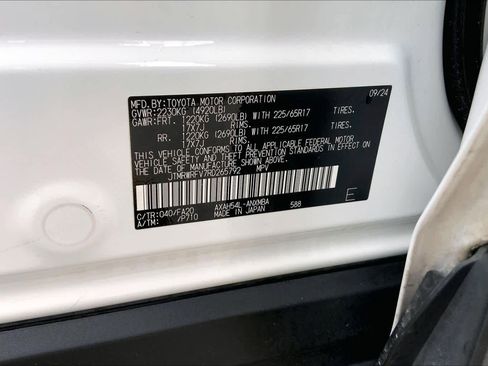 MFD.BY:TOYOTA MOTOR CORPORATION 09/24
GVWR:2230KG (4920LB)
GAWR:FRT. 1220KG (2690LB) WITH 225/65R17 TIRES.
17X7J RIMS.
RR. 1220KG (2690LB) WITH 225/65R17 TIRES.
17X7J RIMS.
THIS VEHICLE CONFORMS TO ALL APPLICABLE FEDERAL MOTOR
VEHICLE SAFETY AND THEFT PREVENTION STANDARDS IN EFFECT ON
THE DATE OF MANUFACTURE SHOWN ABOVE.
JTMRWRFV7RD265792 MPV
C/TR:040/FA20 AXAH54L-ANXMBA 588 E
A/TM: /P710 MADE IN JAPAN